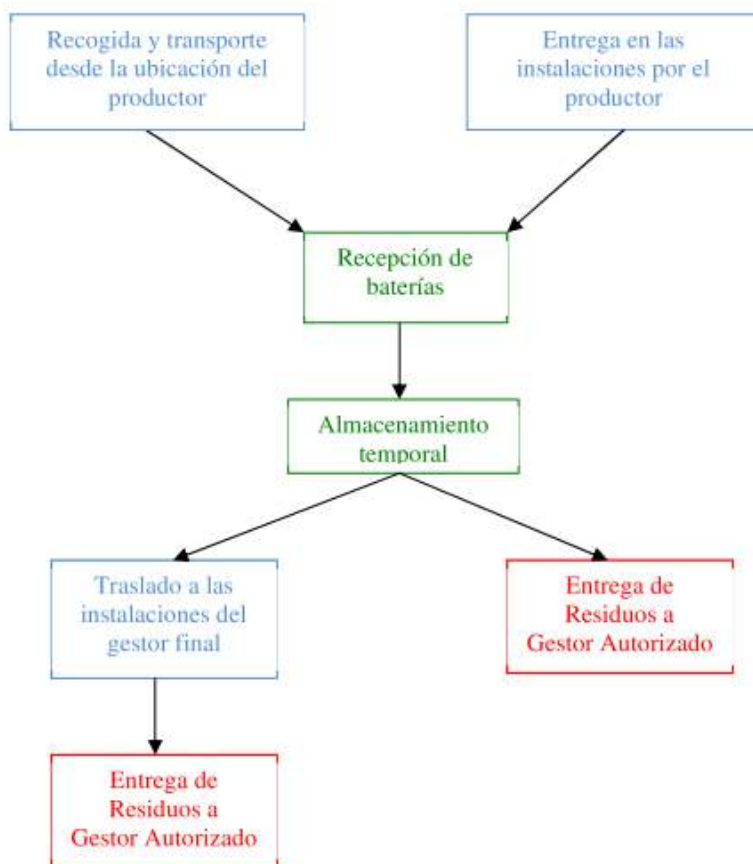 Recogida y transporte
desde la ubicación del
productor
Entrega en las
instalaciones por el
productor
Recepción de
baterías
Almacenamiento
temporal
Traslado a las
instalaciones del
gestor final
Entrega de
Residuos a
Gestor Autorizado
Entrega de
Residuos a
Gestor Autorizado